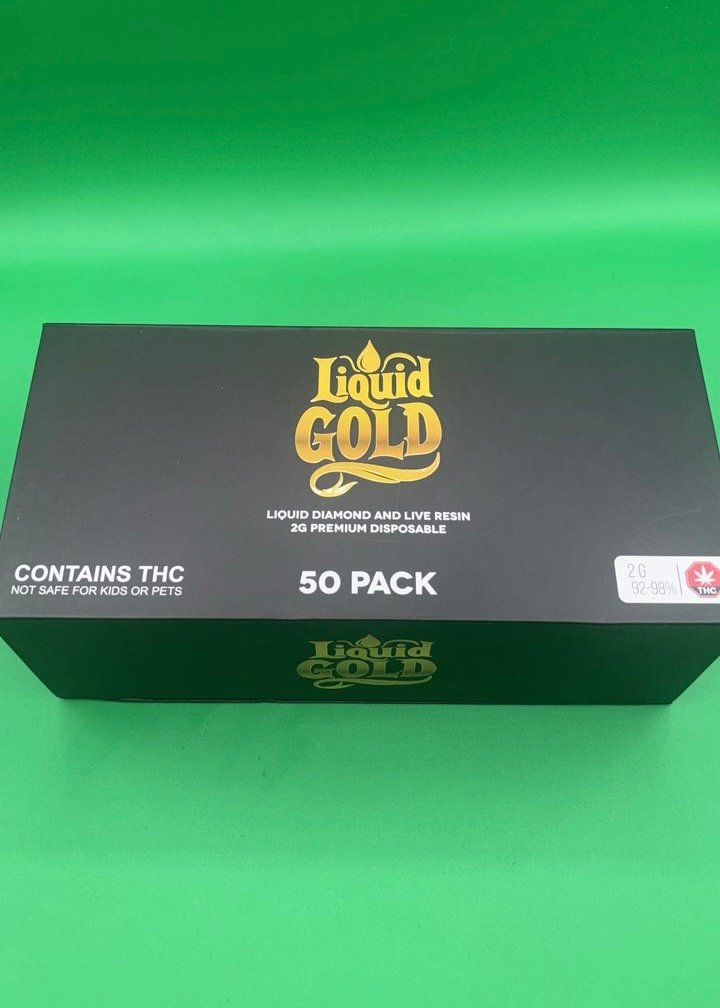 Liquid
GOLD
LIQUID DIAMOND AND LIVE RESIN
2G PREMIUM DISPOSABLE
CONTAINS THC
NOT SAFE FOR KIDS OR PETS
50 PACK
2 G
92-98%
THC
Liquid
GOLD